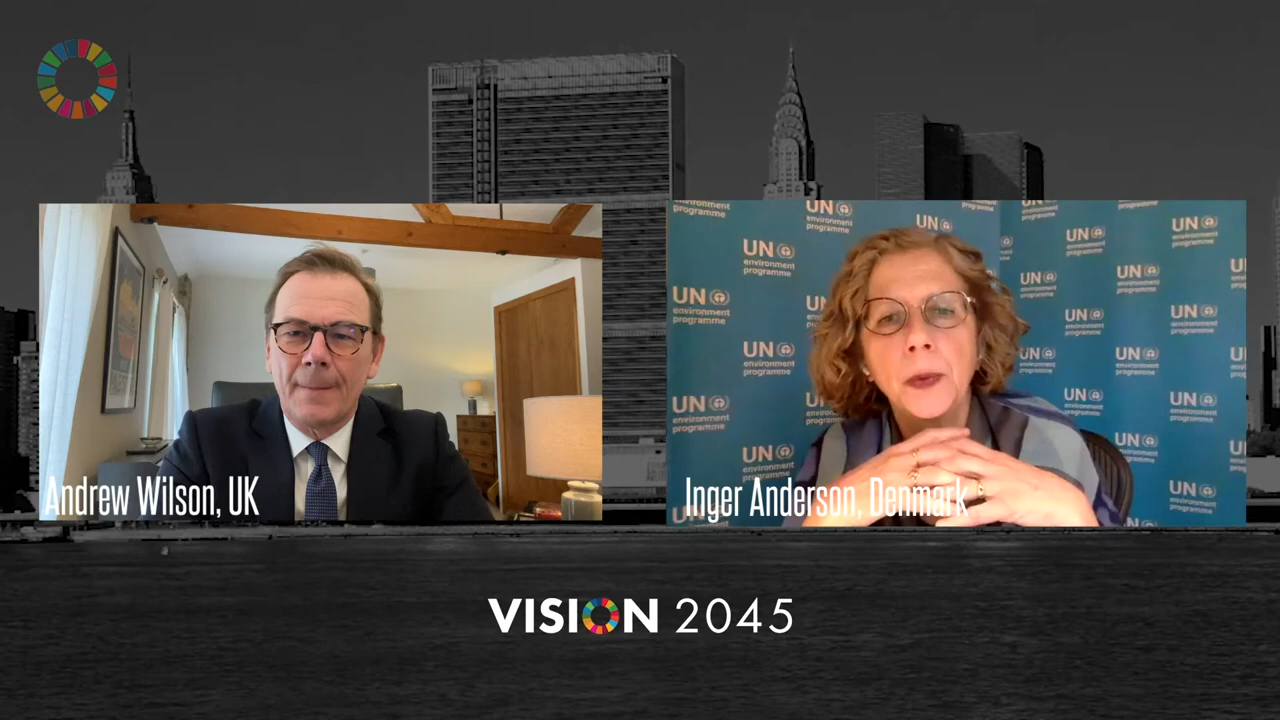 UN environment programme
Andrew Wilson, UK
Inger Anderson, Denmark
VISION 2045